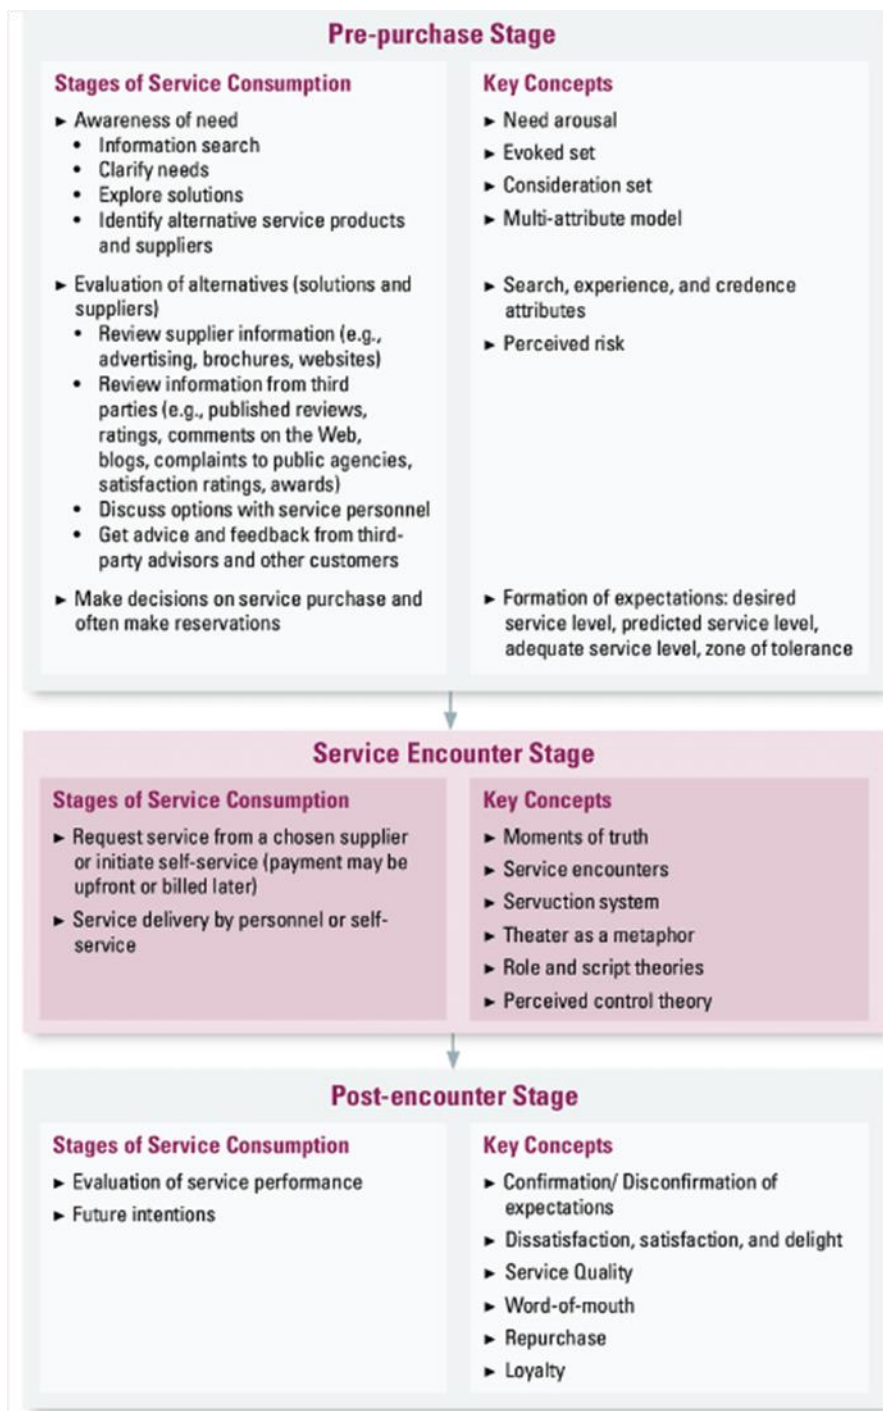 Pre-purchase Stage
Stages of Service Consumption
► Awareness of need
• Information search
• Clarify needs
• Explore solutions
• Identify alternative service products
and suppliers
► Evaluation of alternatives (solutions and
suppliers)
• Review supplier information (e.g.,
advertising, brochures, websites)
• Review information from third
parties (e.g., published reviews,
ratings, comments on the Web,
blogs, complaints to public agencies,
satisfaction ratings, awards)
• Discuss options with service personnel
• Get advice and feedback from third-
party advisors and other customers
► Make decisions on service purchase and
often make reservations
Key Concepts
► Need arousal
► Evoked set
► Consideration set
► Multi-attribute model
► Search, experience, and credence
attributes
► Perceived risk
► Formation of expectations: desired
service level, predicted service level,
adequate service level, zone of tolerance
Service Encounter Stage
Stages of Service Consumption
► Request service from a chosen supplier
or initiate self-service (payment may be
upfront or billed later)
► Service delivery by personnel or self-
service
Key Concepts
► Moments of truth
► Service encounters
► Servuction system
► Theater as a metaphor
► Role and script theories
► Perceived control theory
Post-encounter Stage
Stages of Service Consumption
► Evaluation of service performance
► Future intentions
Key Concepts
► Confirmation/ Disconfirmation of
expectations
► Dissatisfaction, satisfaction, and delight
► Service Quality
► Word-of-mouth
► Repurchase
► Loyalty